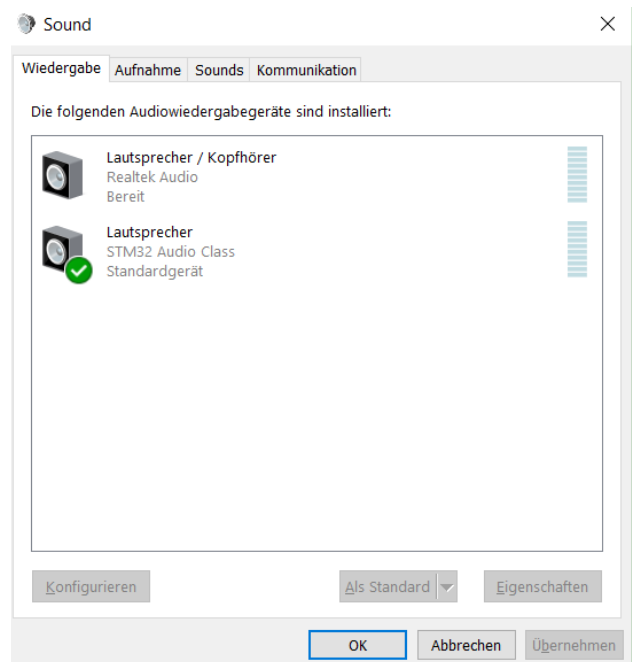 Sound
Wiedergabe Aufnahme Sounds Kommunikation
Die folgenden Audiowiedergabegeräte sind installiert:
Lautsprecher / Kopfhörer
Realtek Audio
Bereit
Lautsprecher
STM32 Audio Class
Standardgerät
Konfigurieren Als Standard Eigenschaften
OK Abbrechen Übernehmen